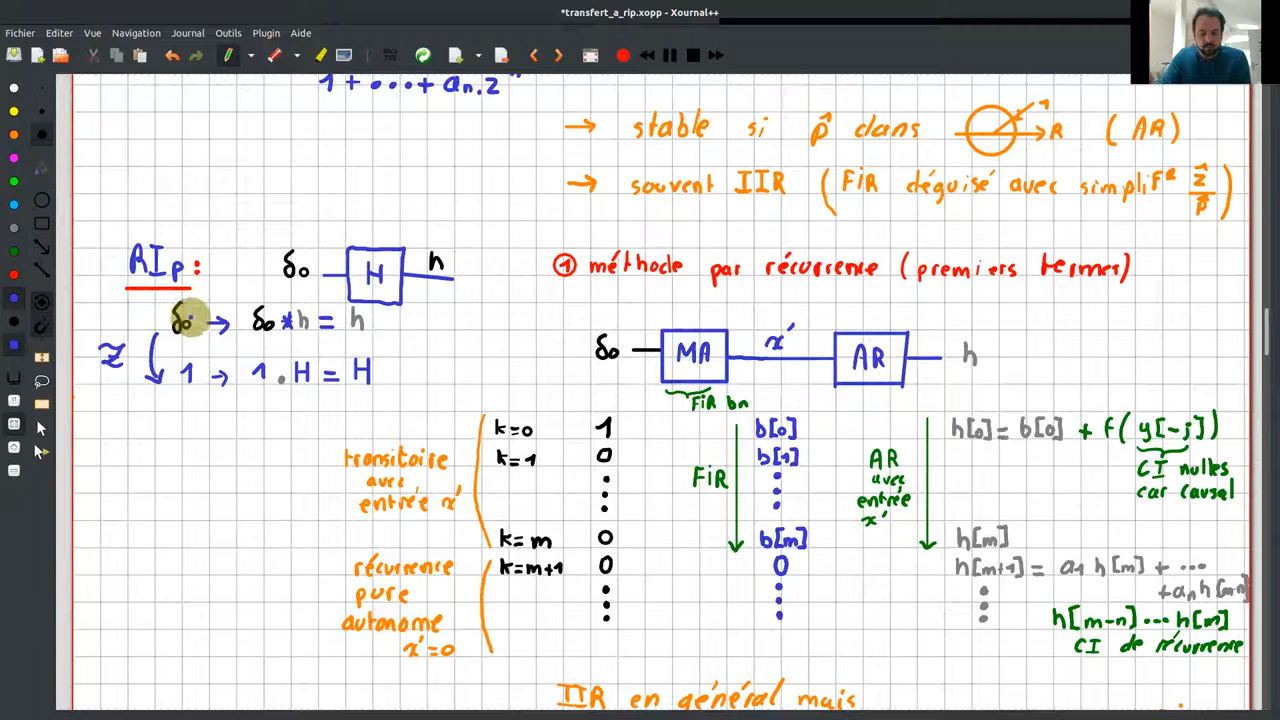 *transfert_a_rip.xopp - Xournal++
Fichier Editer Vue Navigation Journal Outils Plugin Aide
1 + ... + an.z
→ stable si p̂ dans 1 R (AR)
→ souvent IIR (FiR déguisé avec simplifᵒ ẑ/p̂)
RIp :
δ₀ H h
δ₀ → δ₀ * h = h
Z
1 → 1 . H = H
① méthode par récurrence (premiers termes)
δ₀ MA x' AR h
FiR bn
k=0 1 b[0] h[0] = b[0] + f(y[-j])
k=1 0 b[1]
CI nulles
car causal
transitoire
avec
entrée x'
FiR
AR
avec
entrée
x'
k=m 0 b[m] h[m]
k=m+1 0 0 h[m+1] = a₁ h[m] + ...
+ aₙ h[m-n]
récurrence
pure
autonome
x'=0
h[m-n] ... h[m]
CI de récurrence
IIR en général mais